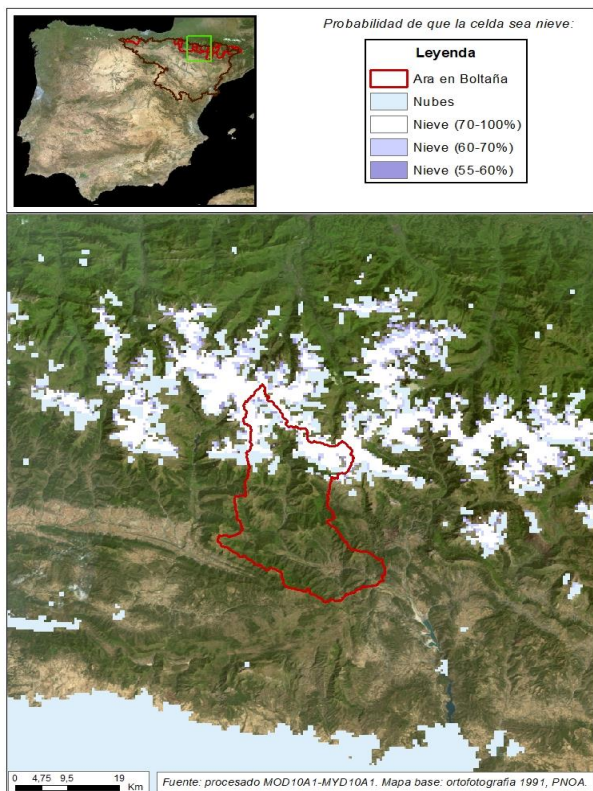 Probabilidad de que la celda sea nieve:
Leyenda
Ara en Boltaña
Nubes
Nieve (70-100%)
Nieve (60-70%)
Nieve (55-60%)
0 4,75 9,5 19
Km
Fuente: procesado MOD10A1-MYD10A1. Mapa base: ortofotografía 1991, PNOA.